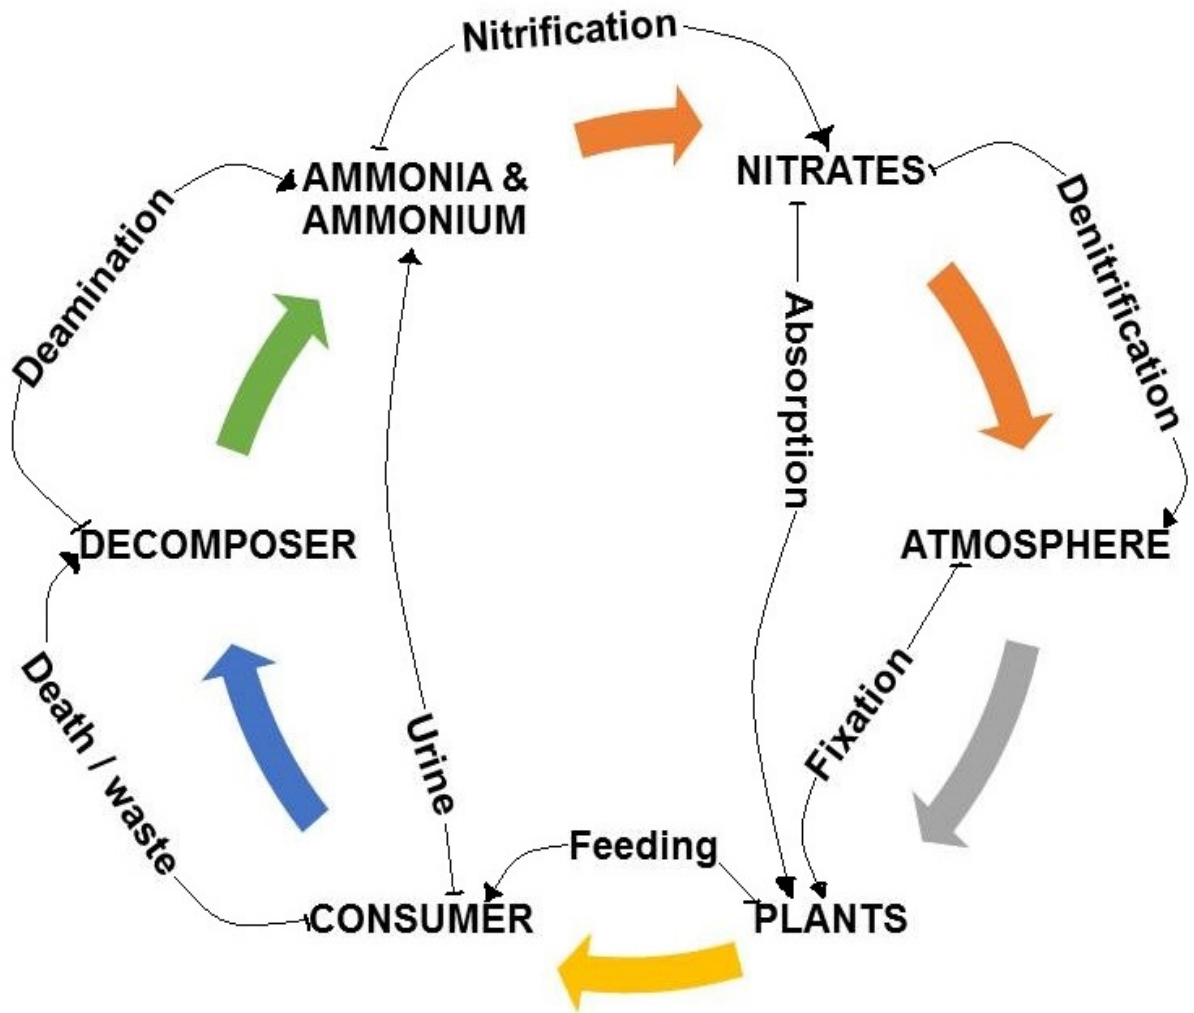 Nitrification
AMMONIA &
AMMONIUM
NITRATES
Denitrification
Deamination
Absorption
DECOMPOSER
ATMOSPHERE
Death / waste
Urine
Fixation
Feeding
CONSUMER
PLANTS